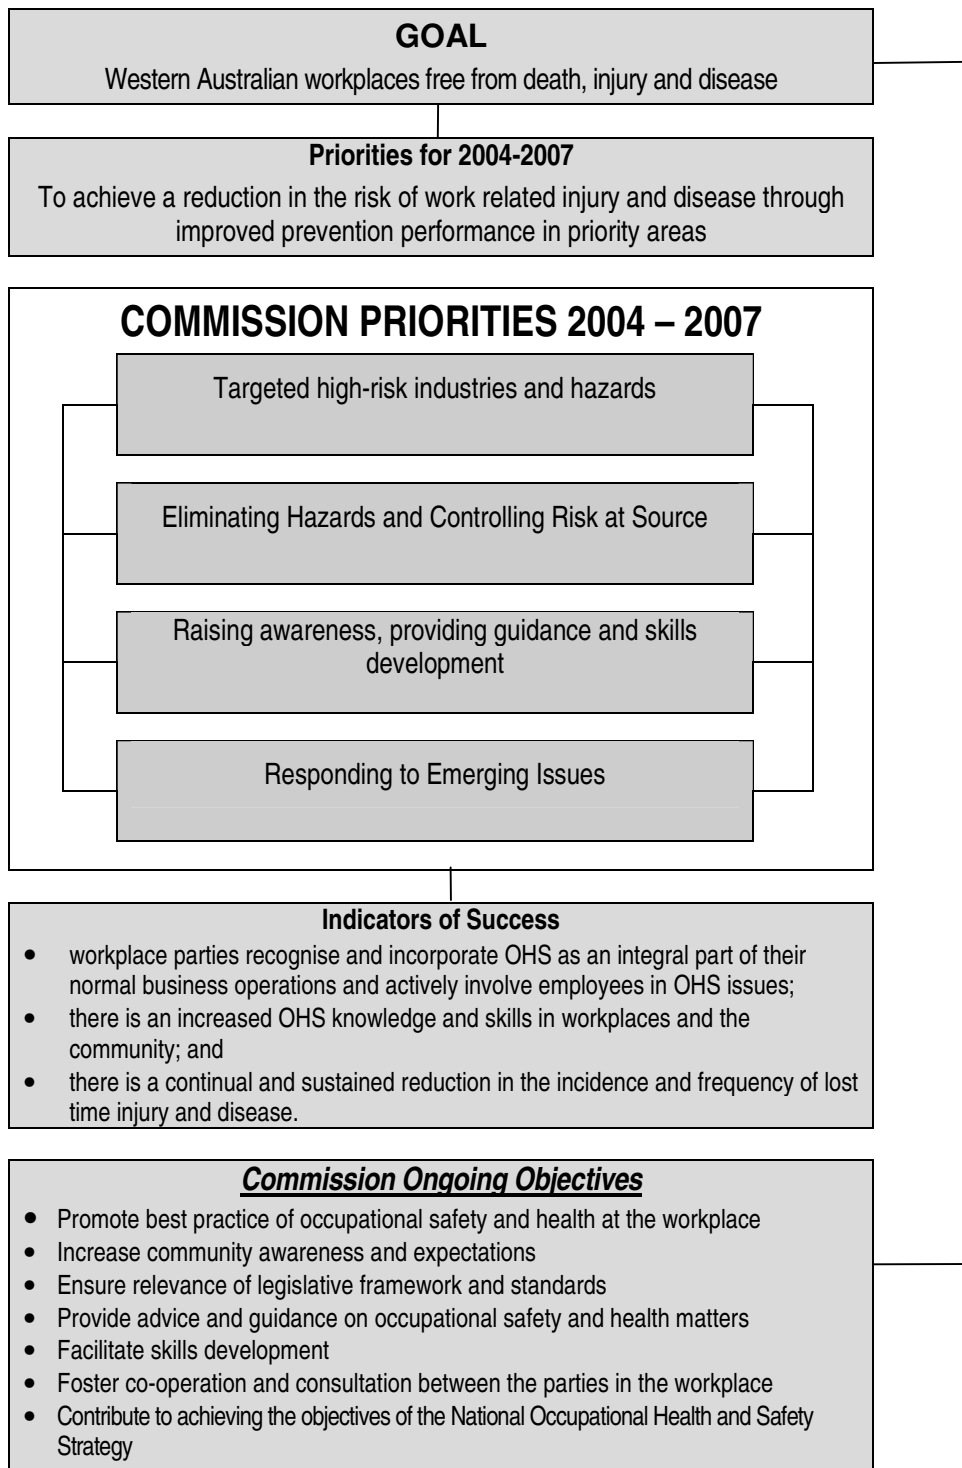 GOAL
Western Australian workplaces free from death, injury and disease
Priorities for 2004-2007
To achieve a reduction in the risk of work related injury and disease through
improved prevention performance in priority areas
COMMISSION PRIORITIES 2004 – 2007
Targeted high-risk industries and hazards
Eliminating Hazards and Controlling Risk at Source
Raising awareness, providing guidance and skills
development
Responding to Emerging Issues
Indicators of Success
• workplace parties recognise and incorporate OHS as an integral part of their
normal business operations and actively involve employees in OHS issues;
• there is an increased OHS knowledge and skills in workplaces and the
community; and
• there is a continual and sustained reduction in the incidence and frequency of lost
time injury and disease.
Commission Ongoing Objectives
• Promote best practice of occupational safety and health at the workplace
• Increase community awareness and expectations
• Ensure relevance of legislative framework and standards
• Provide advice and guidance on occupational safety and health matters
• Facilitate skills development
• Foster co-operation and consultation between the parties in the workplace
• Contribute to achieving the objectives of the National Occupational Health and Safety
Strategy